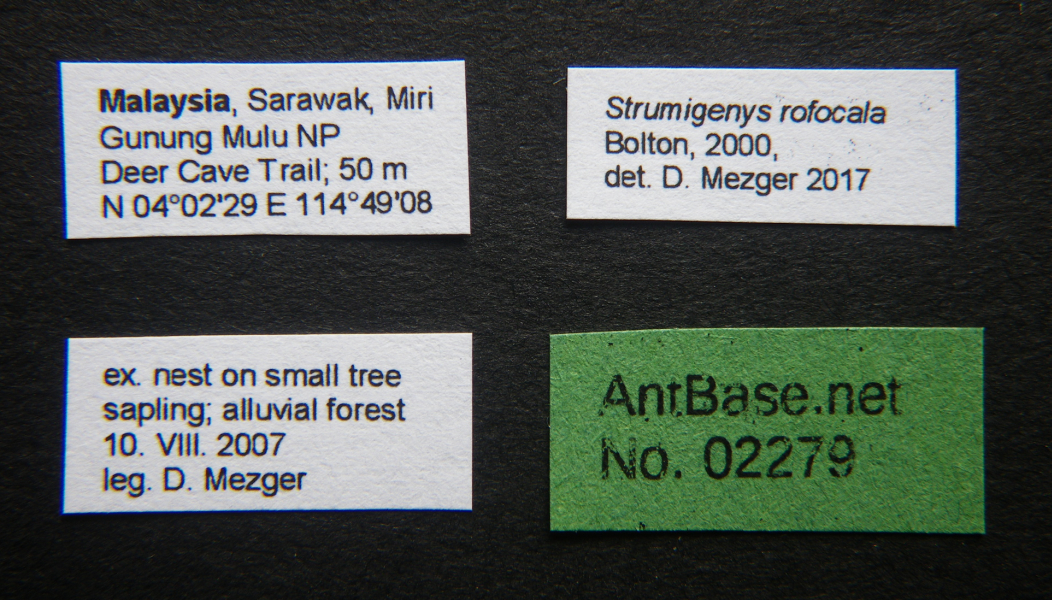 Malaysia, Sarawak, Miri
Gunung Mulu NP
Deer Cave Trail; 50 m
N 04°02'29 E 114°49'08
Strumigenys rofocala
Bolton, 2000,
det. D. Mezger 2017
ex. nest on small tree
sapling; alluvial forest
10. VIII. 2007
leg. D. Mezger
AntBase.net
No. 02279